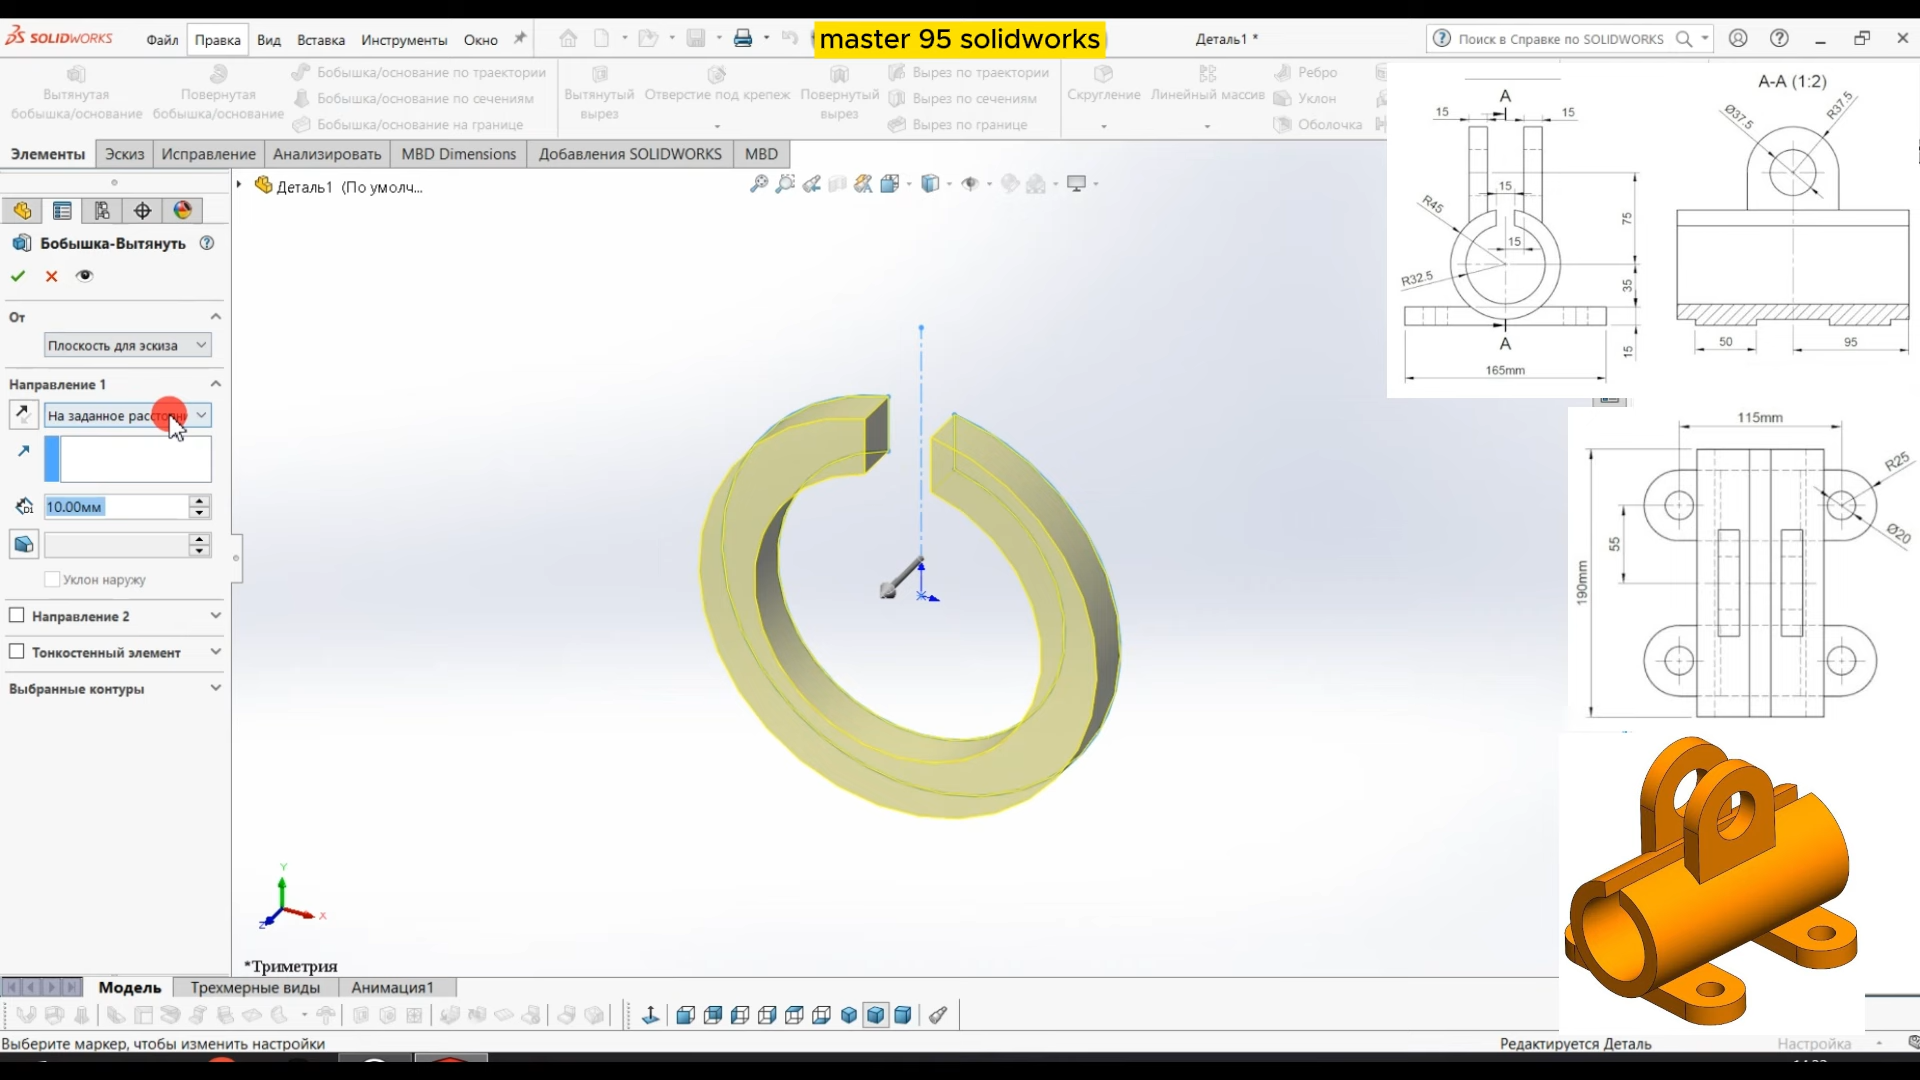 SOLIDWORKS
Файл
Правка
Вид
Вставка
Инструменты
Окно
master 95 solidworks
Деталь1 *
Поиск в Справке по SOLIDWORKS
Вытянутая
бобышка/основание
Повернутая
бобышка/основание
Бобышка/основание по траектории
Бобышка/основание по сечениям
Бобышка/основание на границе
Вытянутый
вырез
Отверстие под крепеж
Повернутый
вырез
Вырез по траектории
Вырез по сечениям
Вырез по границе
Скругление
Линейный массив
Ребро
Уклон
Оболочка
Элементы
Эскиз
Исправление
Анализировать
MBD Dimensions
Добавления SOLIDWORKS
MBD
Деталь1 (По умолч...
Бобышка-Вытянуть
От
Плоскость для эскиза
Направление 1
На заданное расстояни
10.00мм
Уклон наружу
Направление 2
Тонкостенный элемент
Выбранные контуры
Y
X
Z
*Триметрия
A
15
15
15
R45
15
R32.5
75
35
15
A
165mm
A-A (1:2)
Ø37.5
R37.5
50
95
115mm
R25
Ø20
55
190mm
Модель
Трехмерные виды
Анимация1
Выберите маркер, чтобы изменить настройки
Редактируется Деталь
Настройка